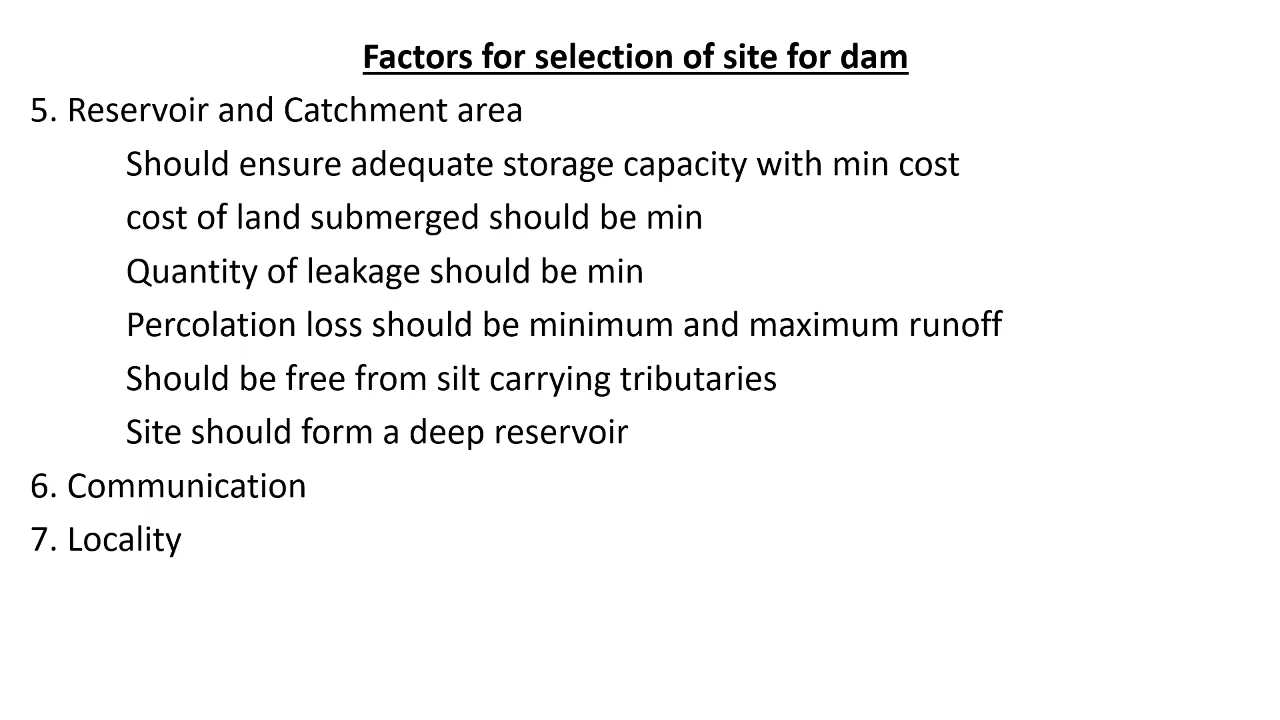 Factors for selection of site for dam
5. Reservoir and Catchment area
Should ensure adequate storage capacity with min cost
cost of land submerged should be min
Quantity of leakage should be min
Percolation loss should be minimum and maximum runoff
Should be free from silt carrying tributaries
Site should form a deep reservoir
6. Communication
7. Locality